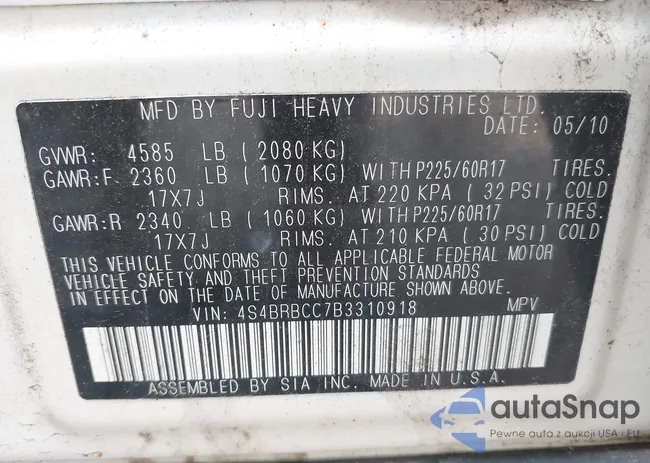 MFD BY FUJI HEAVY INDUSTRIES LTD.
DATE: 05/10
GVWR: 4585 LB ( 2080 KG)
GAWR:F 2360 LB ( 1070 KG) WITH P225/60R17 TIRES.
17X7J RIMS. AT 220 KPA ( 32 PSI) COLD
GAWR:R 2340 LB ( 1060 KG) WITH P225/60R17 TIRES.
17X7J RIMS. AT 210 KPA ( 30 PSI) COLD
THIS VEHICLE CONFORMS TO ALL APPLICABLE FEDERAL MOTOR
VEHICLE SAFETY AND THEFT PREVENTION STANDARDS
IN EFFECT ON THE DATE OF MANUFACTURE SHOWN ABOVE.
VIN: 4S4BRBCC7B3310918 MPV
ASSEMBLED BY SIA INC. MADE IN U.S.A.
autaSnap
Pewne auta z aukcji USA i EU